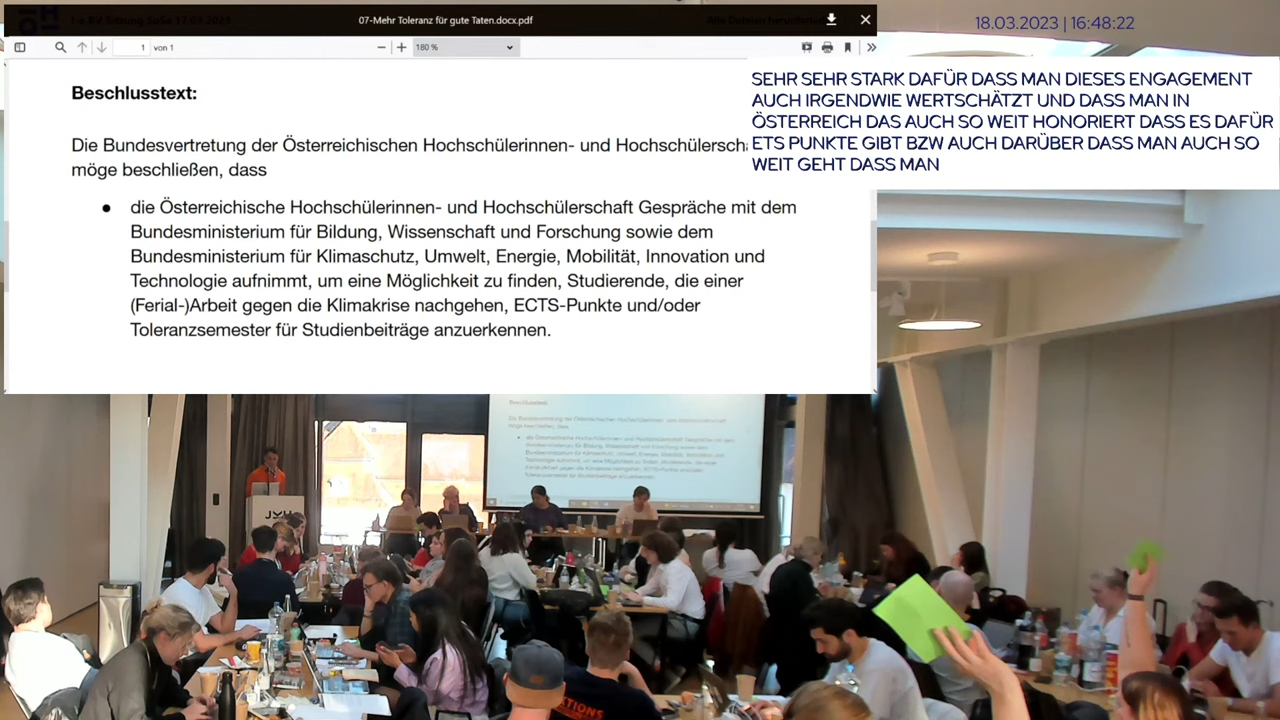 07-Mehr Toleranz für gute Taten.docx.pdf
18.03.2023 | 16:48:22
1 von 1
180 %
SEHR SEHR STARK DAFÜR DASS MAN DIESES ENGAGEMENT
AUCH IRGENDWIE WERTSCHÄTZT UND DASS MAN IN
ÖSTERREICH DAS AUCH SO WEIT HONORIERT DASS ES DAFÜR
ETS PUNKTE GIBT BZW AUCH DARÜBER DASS MAN AUCH SO
WEIT GEHT DASS MAN
Beschlusstext:
Die Bundesvertretung der Österreichischen Hochschülerinnen- und
möge beschließen, dass
● die Österreichische Hochschülerinnen- und Hochschülerschaft Gespräche mit dem
Bundesministerium für Bildung, Wissenschaft und Forschung sowie dem
Bundesministerium für Klimaschutz, Umwelt, Energie, Mobilität, Innovation und
Technologie aufnimmt, um eine Möglichkeit zu finden, Studierende, die einer
(Ferial-)Arbeit gegen die Klimakrise nachgehen, ECTS-Punkte und/oder
Toleranzsemester für Studienbeiträge anzuerkennen.